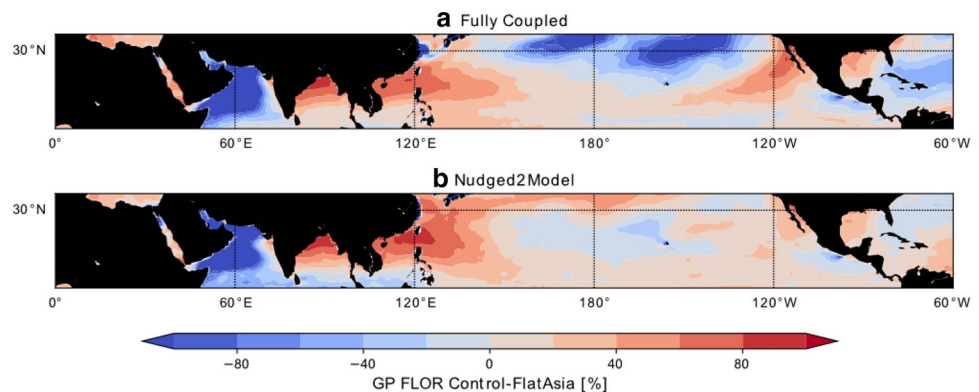 a Fully Coupled
30°N
0° 60°E 120°E 180° 120°W 60°W
b Nudged2Model
30°N
0° 60°E 120°E 180° 120°W 60°W
−80 −40 0 40 80
GP FLOR Control-FlatAsia [%]